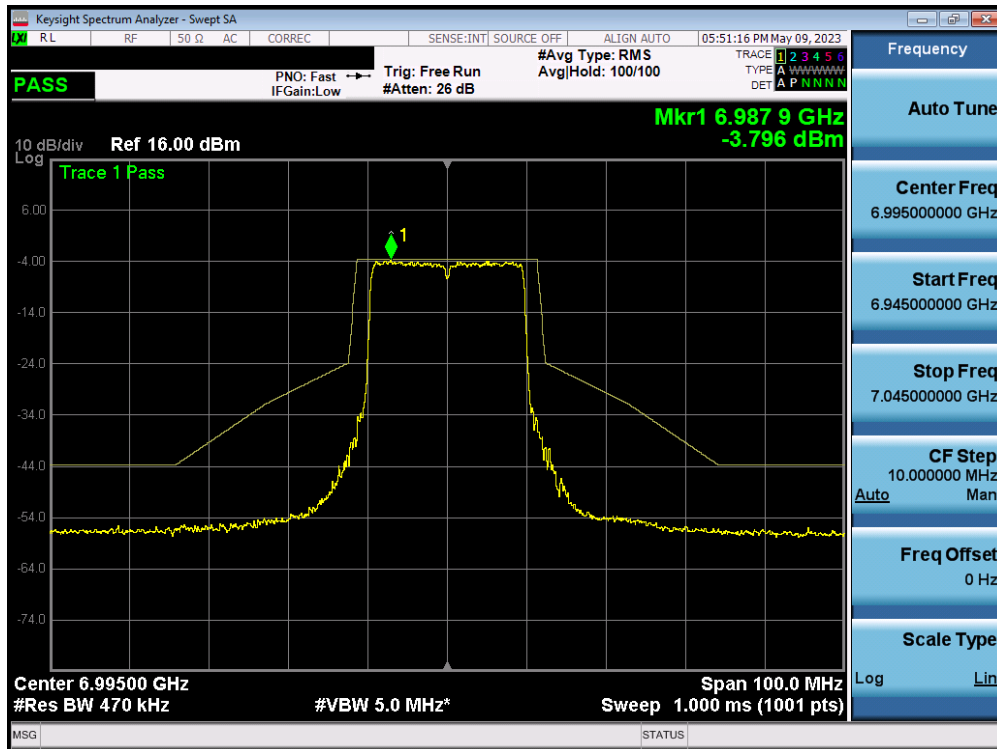 Keysight Spectrum Analyzer - Swept SA
LXI RL RF 50 Ω AC CORREC SENSE:INT SOURCE OFF ALIGN AUTO 05:51:16 PM May 09, 2023
PASS
PNO: Fast
IFGain:Low
Trig: Free Run
#Atten: 26 dB
#Avg Type: RMS
Avg|Hold: 100/100
TRACE 1 2 3 4 5 6
TYPE A WWWWW
DET A P N N N N
Mkr1 6.987 9 GHz
-3.796 dBm
10 dB/div Ref 16.00 dBm
Log
Trace 1 Pass
1
6.00
-4.00
-14.0
-24.0
-34.0
-44.0
-54.0
-64.0
-74.0
Center 6.99500 GHz Span 100.0 MHz
#Res BW 470 kHz #VBW 5.0 MHz* Sweep 1.000 ms (1001 pts)
MSG STATUS
Frequency
Auto Tune
Center Freq
6.995000000 GHz
Start Freq
6.945000000 GHz
Stop Freq
7.045000000 GHz
CF Step
10.000000 MHz
Auto Man
Freq Offset
0 Hz
Scale Type
Log Lin